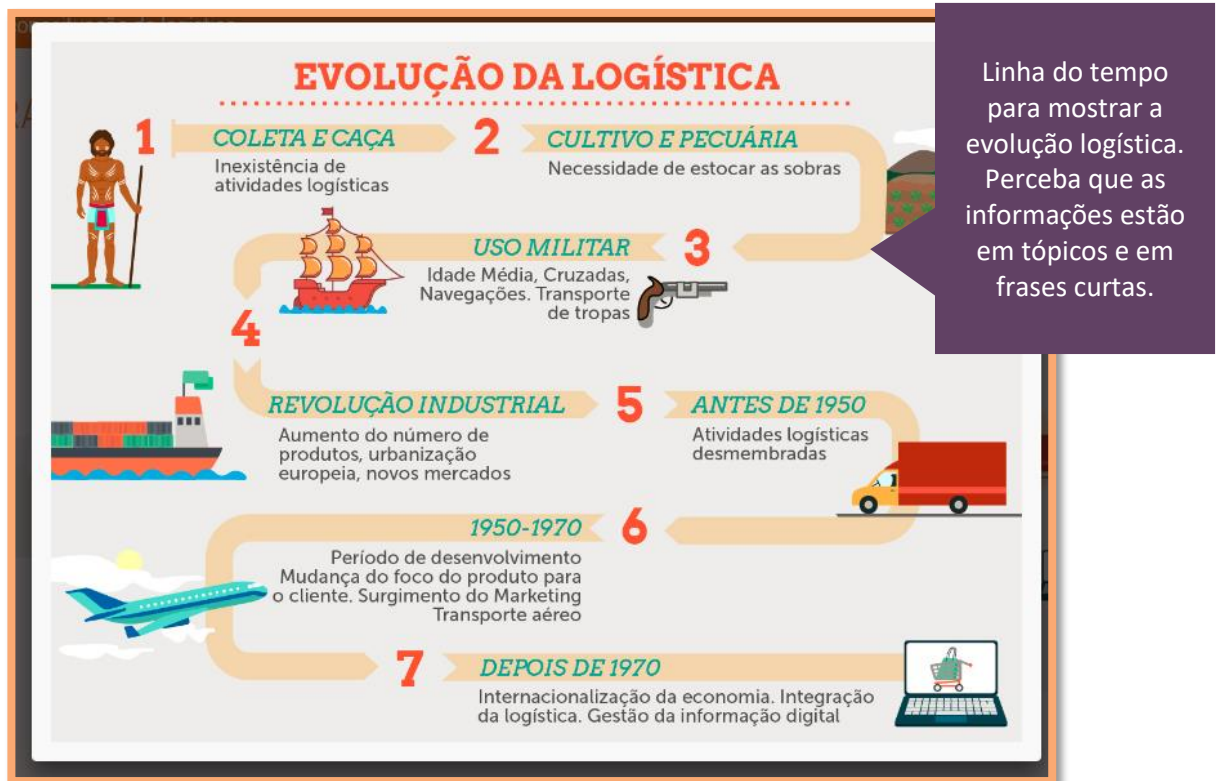 EVOLUÇÃO DA LOGÍSTICA
1
COLETA E CAÇA
Inexistência de
atividades logísticas
2
CULTIVO E PECUÁRIA
Necessidade de estocar as sobras
3
USO MILITAR
Idade Média, Cruzadas,
Navegações. Transporte
de tropas
4
REVOLUÇÃO INDUSTRIAL
Aumento do número de
produtos, urbanização
europeia, novos mercados
5
ANTES DE 1950
Atividades logísticas
desmembradas
6
1950-1970
Período de desenvolvimento
Mudança do foco do produto para
o cliente. Surgimento do Marketing
Transporte aéreo
7
DEPOIS DE 1970
Internacionalização da economia. Integração
da logística. Gestão da informação digital
Linha do tempo
para mostrar a
evolução logística.
Perceba que as
informações estão
em tópicos e em
frases curtas.